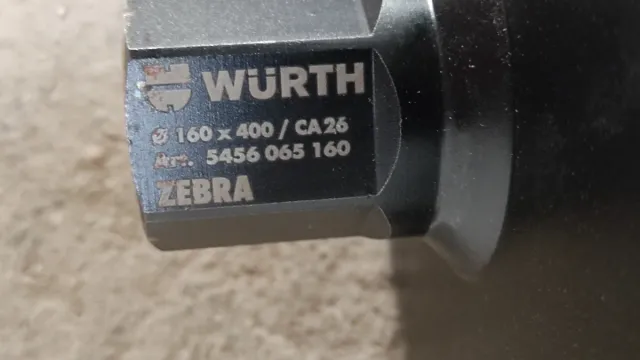 WÜRTH
Ø 160 x 400 / CA 26
Art. 5456 065 160
ZEBRA